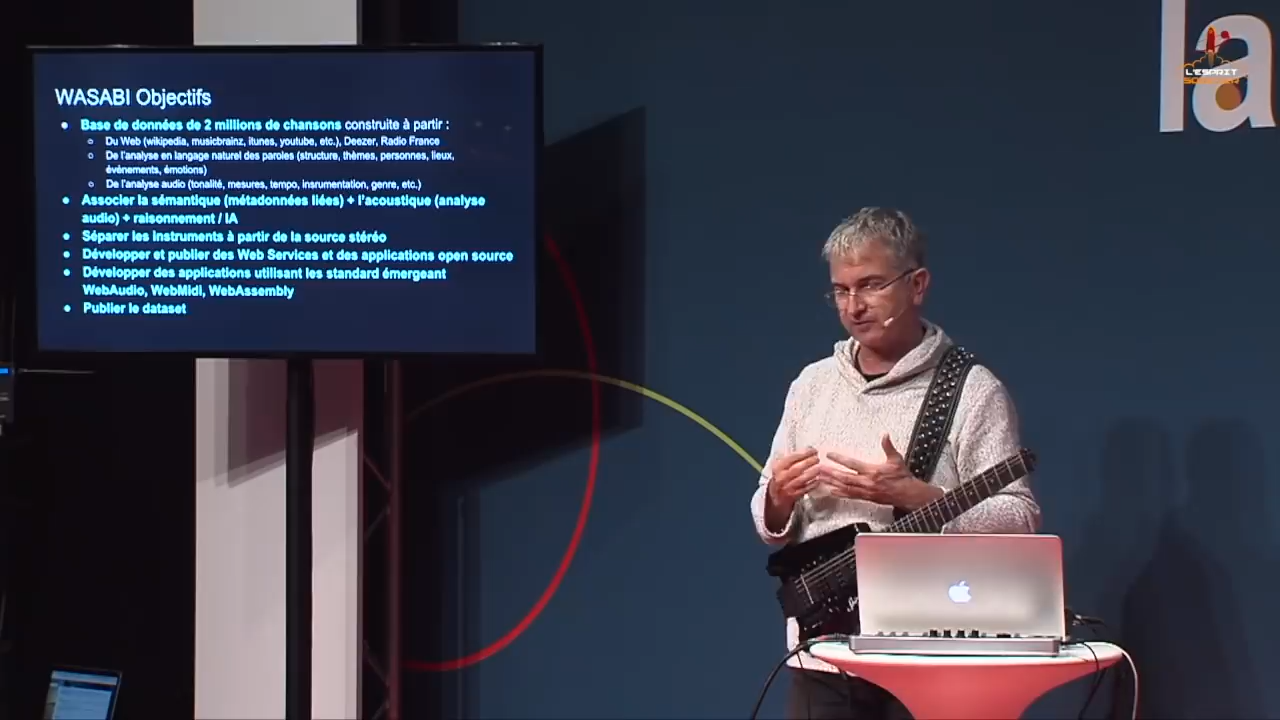 WASABI Objectifs
• Base de données de 2 millions de chansons construite à partir :
○ Du Web (wikipedia, musicbrainz, itunes, youtube, etc.), Deezer, Radio France
○ De l'analyse en langage naturel des paroles (structure, thèmes, personnes, lieux,
évènements, émotions)
○ De l'analyse audio (tonalité, mesures, tempo, insrumentation, genre, etc.)
• Associer la sémantique (métadonnées liées) + l'acoustique (analyse
audio) + raisonnement / IA
• Séparer les instruments à partir de la source stéréo
• Développer et publier des Web Services et des applications open source
• Développer des applications utilisant les standard émergeant
WebAudio, WebMidi, WebAssembly
• Publier le dataset
la
L'ESPRIT
SORCIER